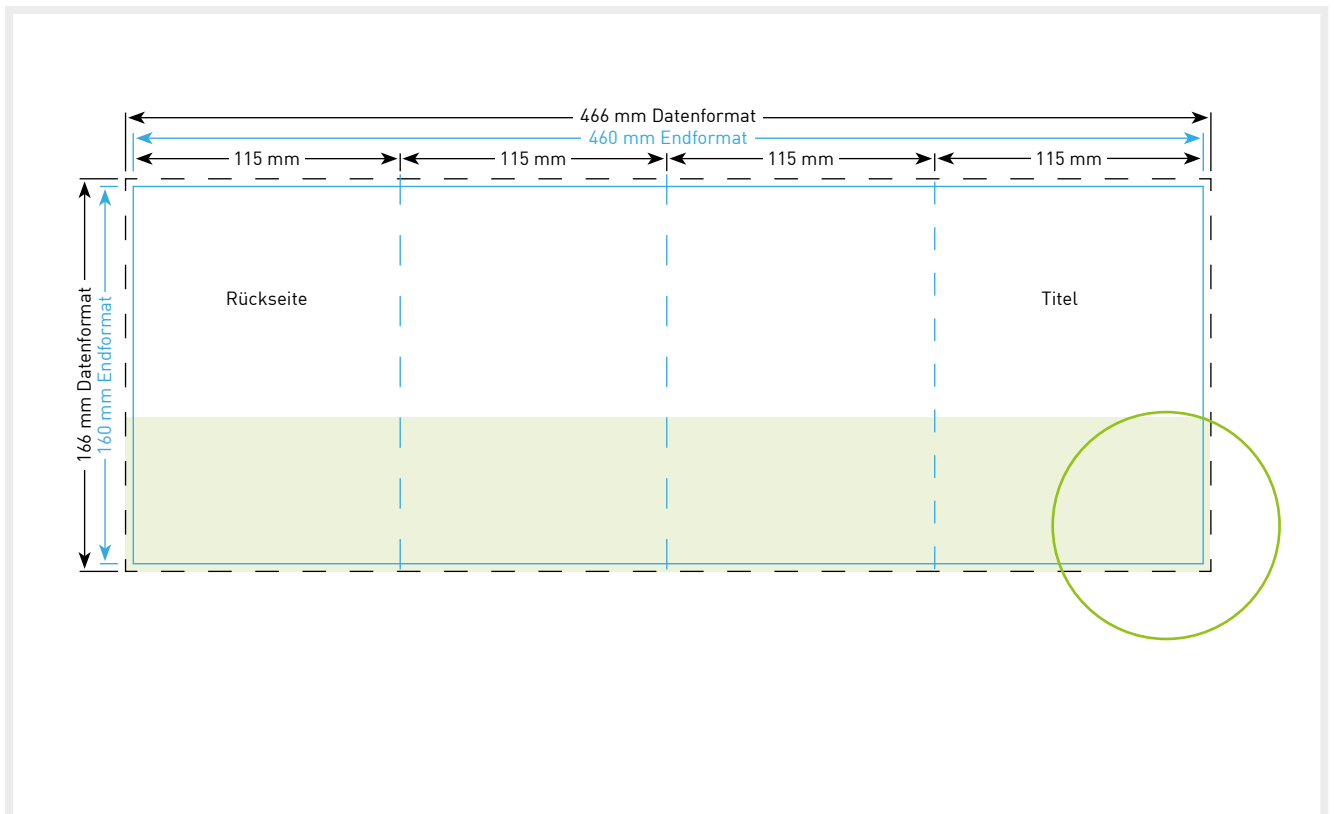 466 mm Datenformat
460 mm Endformat
115 mm
115 mm
115 mm
115 mm
166 mm Datenformat
160 mm Endformat
Rückseite
Titel